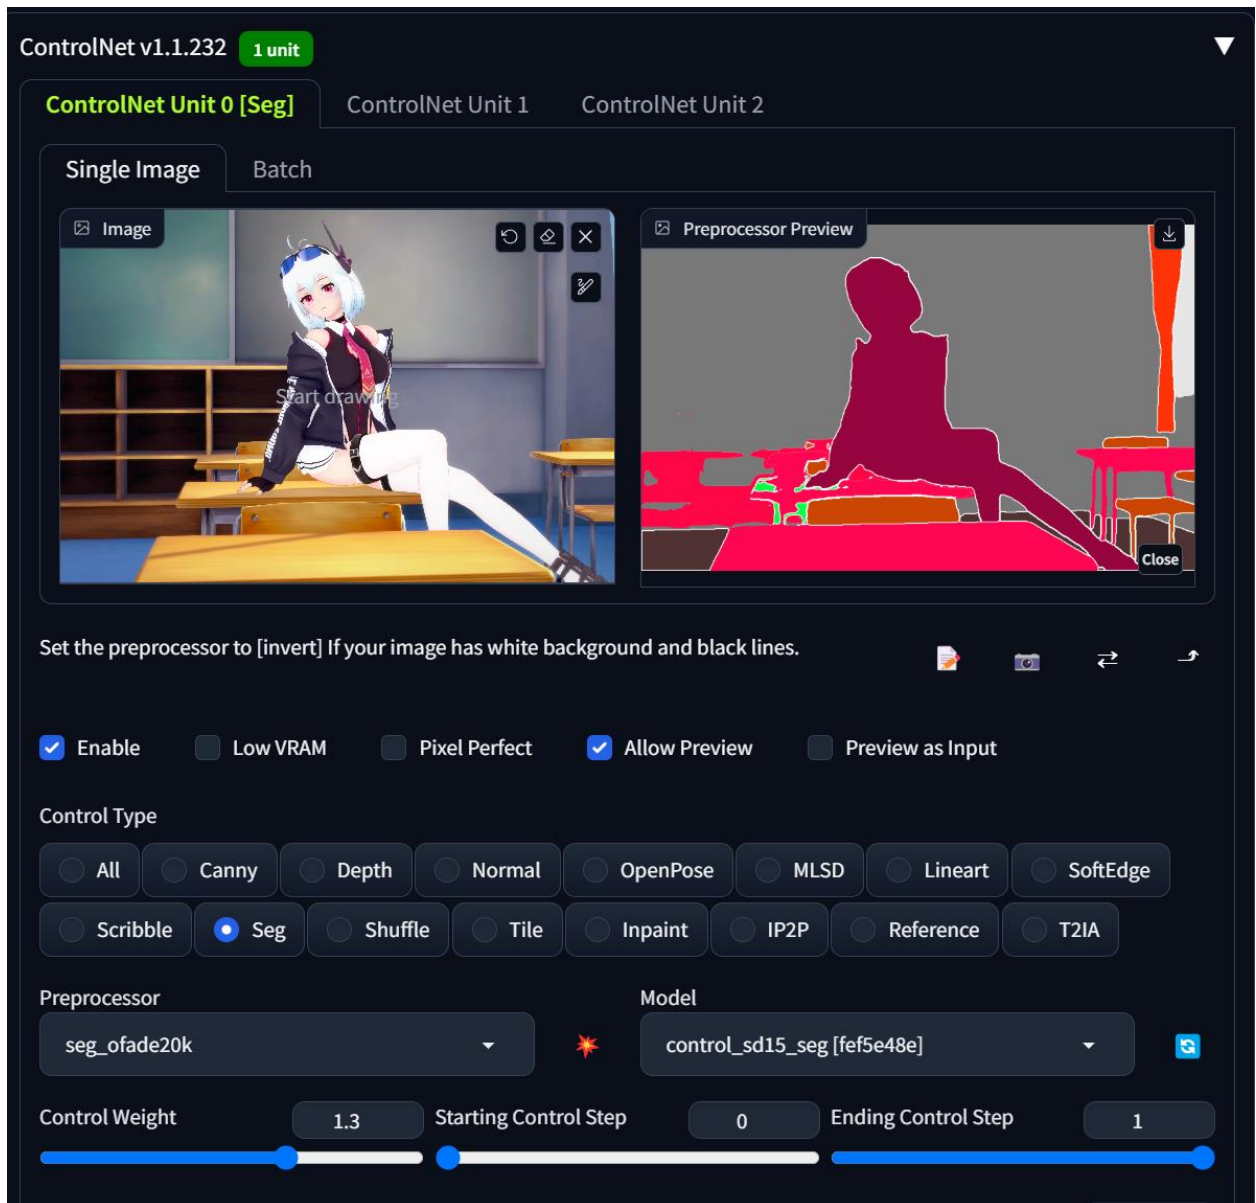 ControlNet v1.1.232 1 unit
ControlNet Unit 0 [Seg] ControlNet Unit 1 ControlNet Unit 2
Single Image Batch
Image Preprocessor Preview
Start drawing
Close
Set the preprocessor to [invert] If your image has white background and black lines.
Enable Low VRAM Pixel Perfect Allow Preview Preview as Input
Control Type
All Canny Depth Normal OpenPose MLSD Lineart SoftEdge
Scribble Seg Shuffle Tile Inpaint IP2P Reference T2IA
Preprocessor Model
seg_ofade20k control_sd15_seg [fef5e48e]
Control Weight 1.3 Starting Control Step 0 Ending Control Step 1